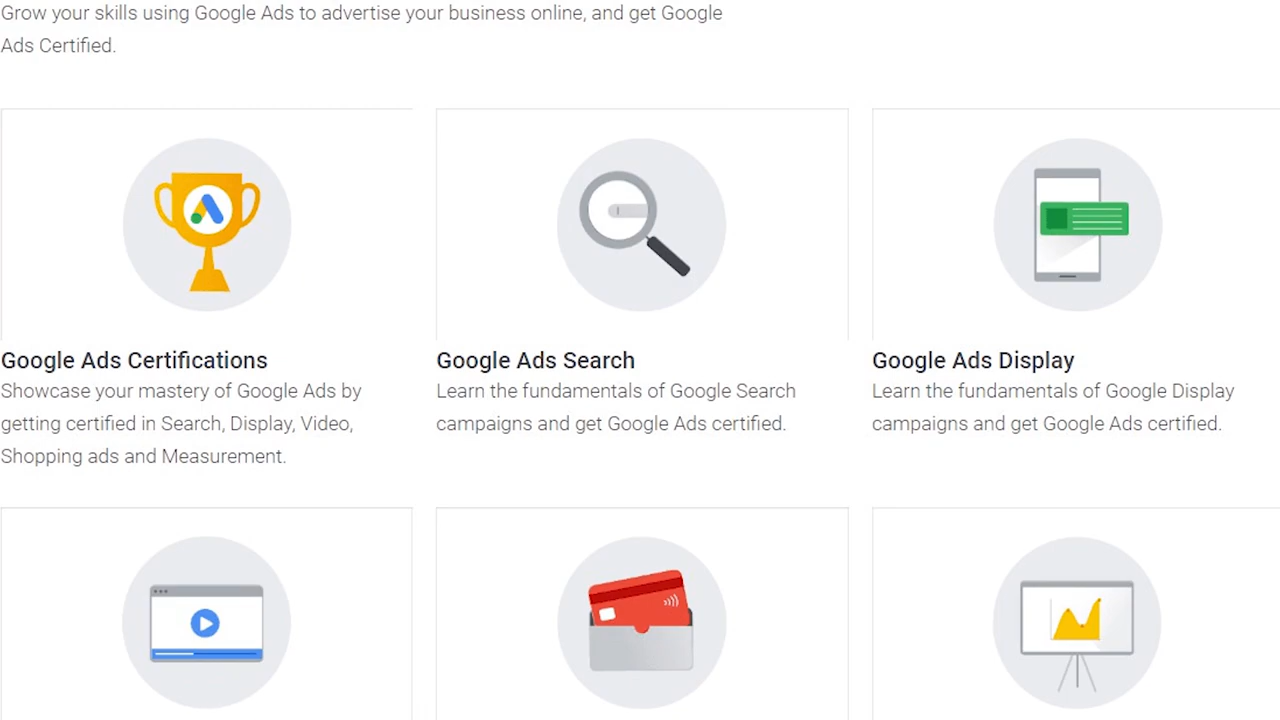 Grow your skills using Google Ads to advertise your business online, and get Google
Ads Certified.
Google Ads Certifications
Showcase your mastery of Google Ads by
getting certified in Search, Display, Video,
Shopping ads and Measurement.
Google Ads Search
Learn the fundamentals of Google Search
campaigns and get Google Ads certified.
Google Ads Display
Learn the fundamentals of Google Display
campaigns and get Google Ads certified.